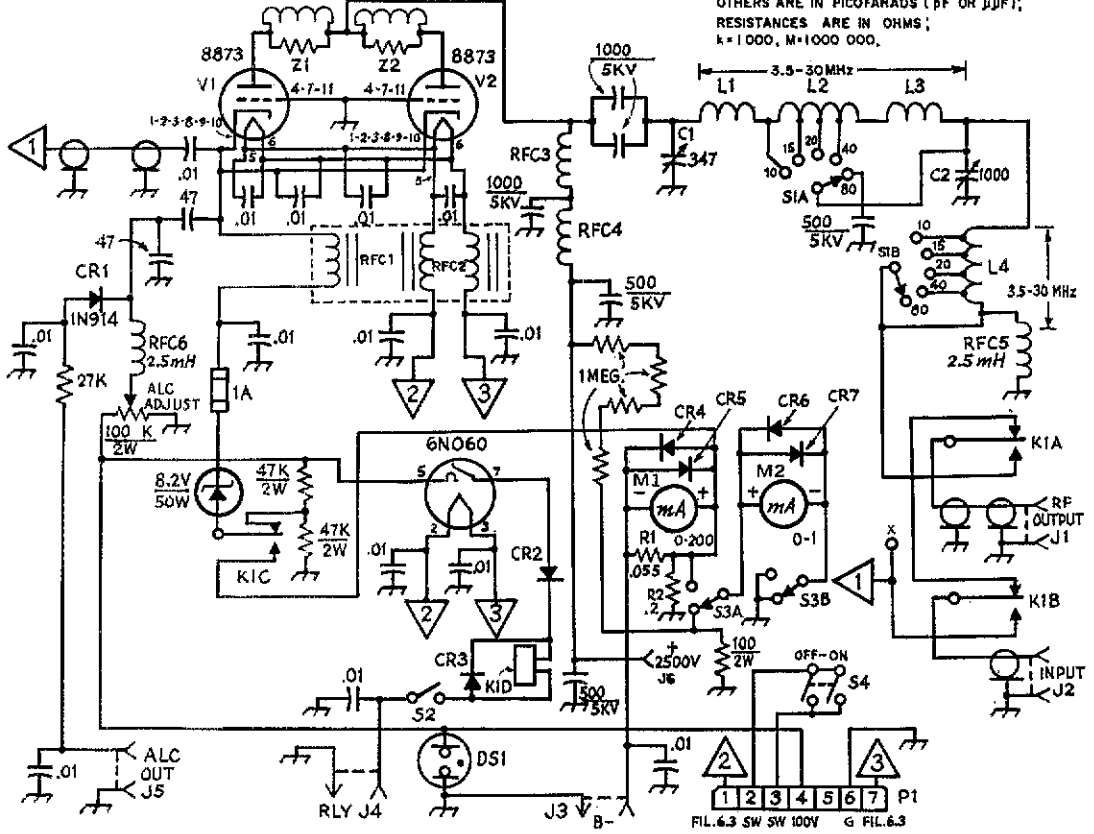 OTHERS ARE IN PICOFARADS ( pF OR µµF);
RESISTANCES ARE IN OHMS;
k=1000, M=1000 000,
Z1
Z2
8873
V1
8873
V2
4-7-11
4-7-11
1-2-3-8-9-10
1-2-3-8-9-10
5
6
5
6
1
.01
.01
.01
.01
.01
47
47
1000
5KV
3.5-30MHz
L1
L2
L3
C1
347
10
15
20
40
80
S1A
C2
1000
500
5KV
RFC3
1000
5KV
RFC4
500
5KV
RFC1
RFC2
S1B
10
15
20
40
80
L4
3.5-30 MHz
RFC5
2.5mH
CR1
1N914
.01
RFC6
2.5mH
27K
ALC
ADJUST
100 K
2W
.01
1A
.01
.01
2
3
1MEG.
8.2V
50W
47K
2W
47K
2W
K1C
6N060
5
7
2
3
.01
.01
2
3
CR2
CR3
K1D
CR4
CR5
CR6
CR7
M1
- +
mA
0-200
R1
.055
R2
.2
S3A
M2
+ -
mA
0-1
S3B
1
X
K1A
RF
OUTPUT
J1
K1B
INPUT
J2
100
2W
+
2500V
J6
500
5KV
OFF-ON
S4
.01
S2
DS1
.01
ALC
OUT
J5
RLY J4
J3
B-
.01
2
3
1 2 3 4 5 6 7 P1
FIL.6.3 SW SW 100V G FIL.6.3